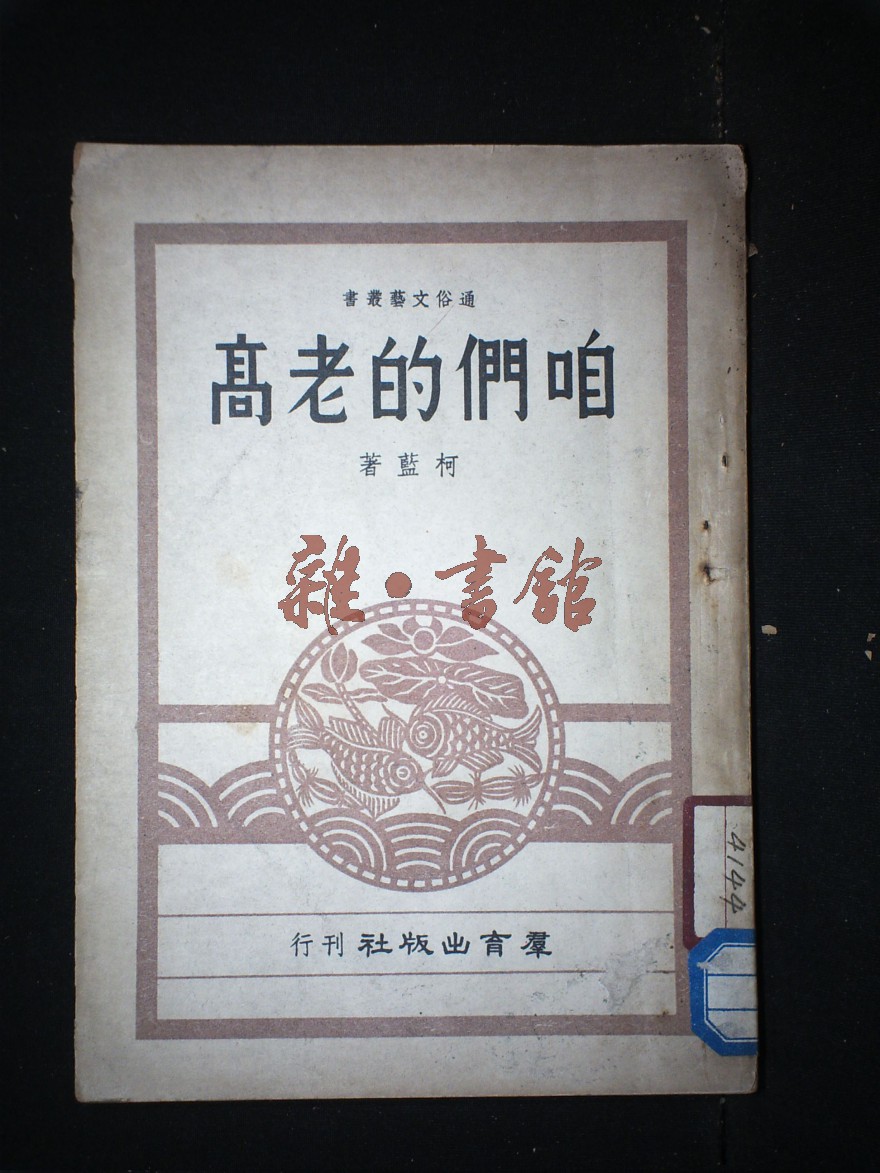 通俗文藝叢書
咱們的老高
柯藍著
雜·書館
羣育出版社刊行
4144